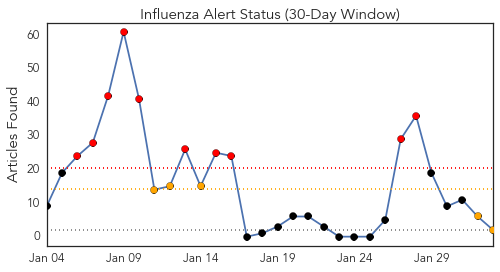 Influenza Alert Status (30-Day Window)
Articles Found
60
50
40
30
20
10
0
Jan 04
Jan 09
Jan 14
Jan 19
Jan 24
Jan 29